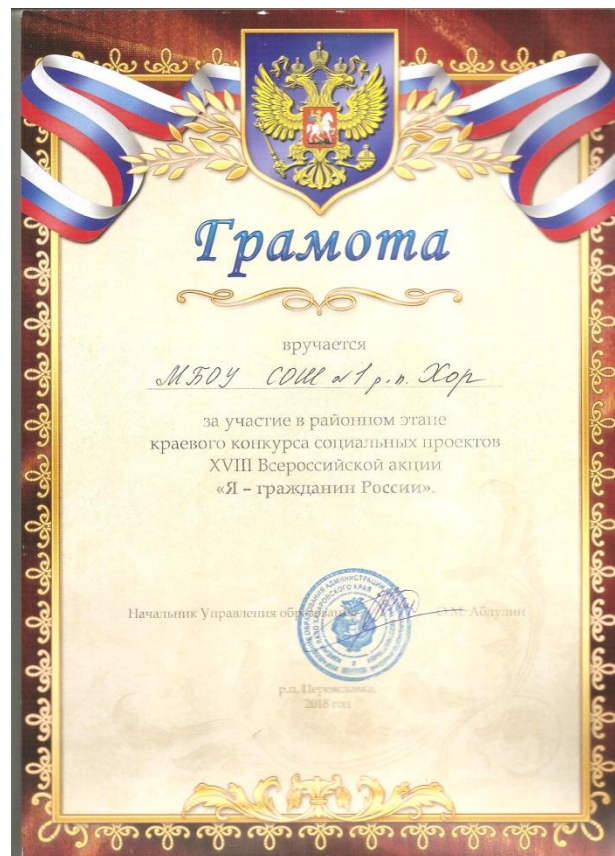 Грамота
вручается
МБОУ СОШ №1 р.п. Хор
за участие в районном этапе
краевого конкурса социальных проектов
XVIII Всероссийской акции
«Я – гражданин России».
Начальник Управления образования О.М. Абдулин
р.п. Переяславка,
2018 год